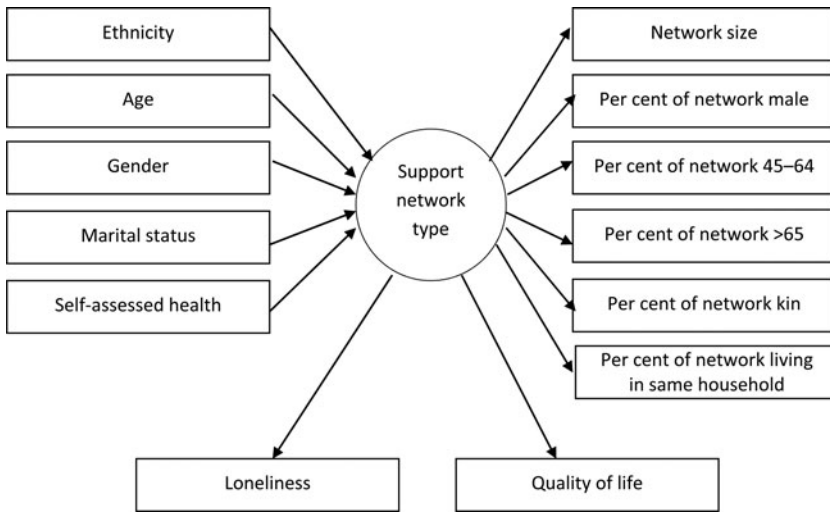 Ethnicity
Age
Gender
Marital status
Self-assessed health
Support
network
type
Network size
Per cent of network male
Per cent of network 45–64
Per cent of network >65
Per cent of network kin
Per cent of network living
in same household
Loneliness
Quality of life